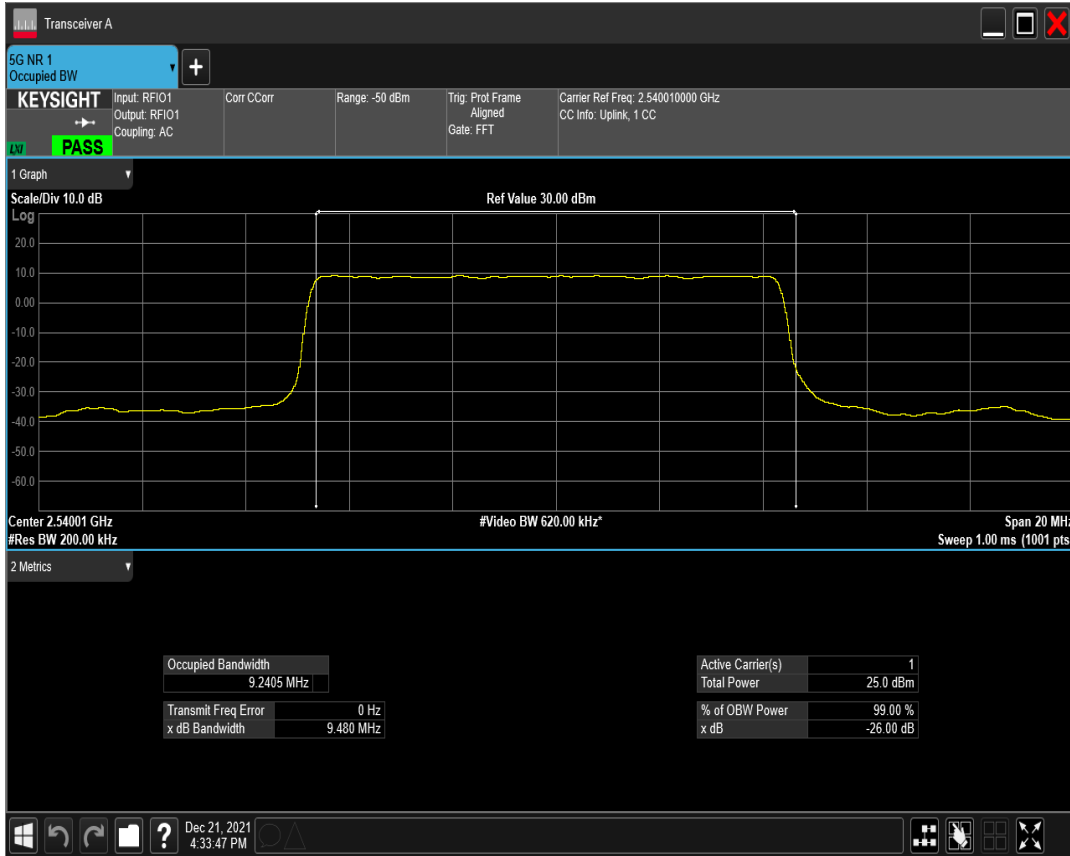 Transceiver A
5G NR 1
Occupied BW
KEYSIGHT
LXI
PASS
Input: RFIO1
Output: RFIO1
Coupling: AC
Corr CCorr
Range: -50 dBm
Trig: Prot Frame
Aligned
Gate: FFT
Carrier Ref Freq: 2.540010000 GHz
CC Info: Uplink, 1 CC
1 Graph
Scale/Div 10.0 dB
Ref Value 30.00 dBm
Log
20.0
10.0
0.00
-10.0
-20.0
-30.0
-40.0
-50.0
-60.0
Center 2.54001 GHz
#Video BW 620.00 kHz*
Span 20 MHz
#Res BW 200.00 kHz
Sweep 1.00 ms (1001 pts
2 Metrics
Occupied Bandwidth
9.2405 MHz
Transmit Freq Error 0 Hz
x dB Bandwidth 9.480 MHz
Active Carrier(s) 1
Total Power 25.0 dBm
% of OBW Power 99.00 %
x dB -26.00 dB
?
Dec 21, 2021
4:33:47 PM